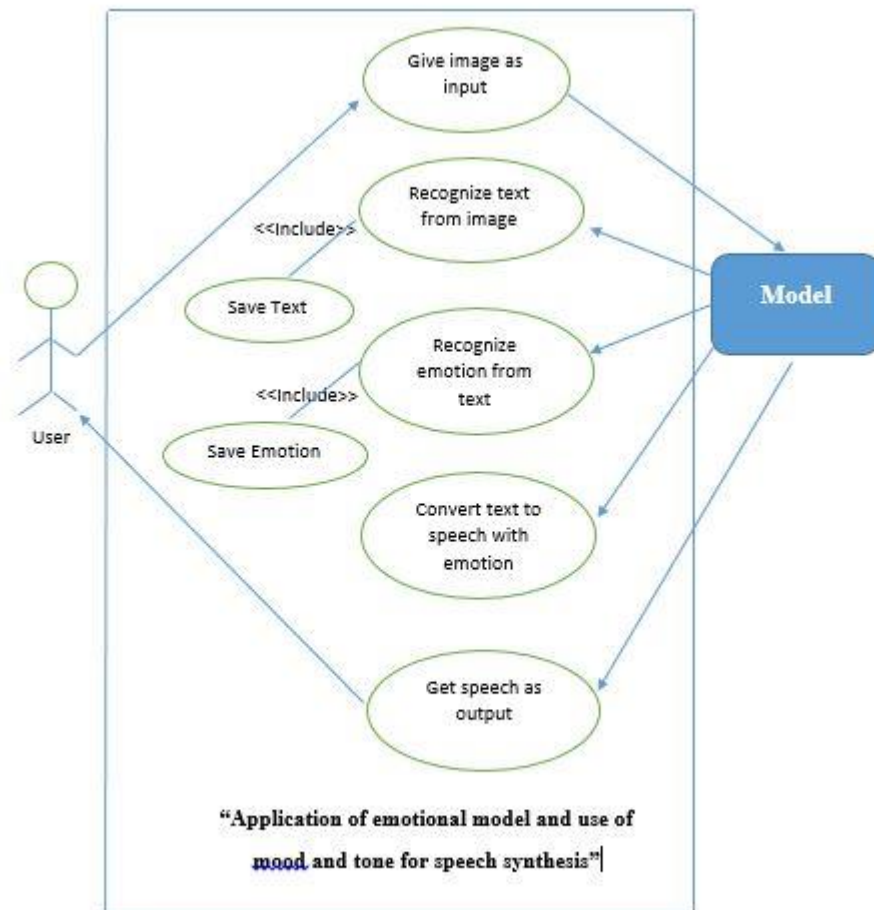 Give image as
input
Recognize text
from image
<<Include>>
Save Text
Model
Recognize
emotion from
text
<<Include>>
Save Emotion
User
Convert text to
speech with
emotion
Get speech as
output
“Application of emotional model and use of
mood and tone for speech synthesis”